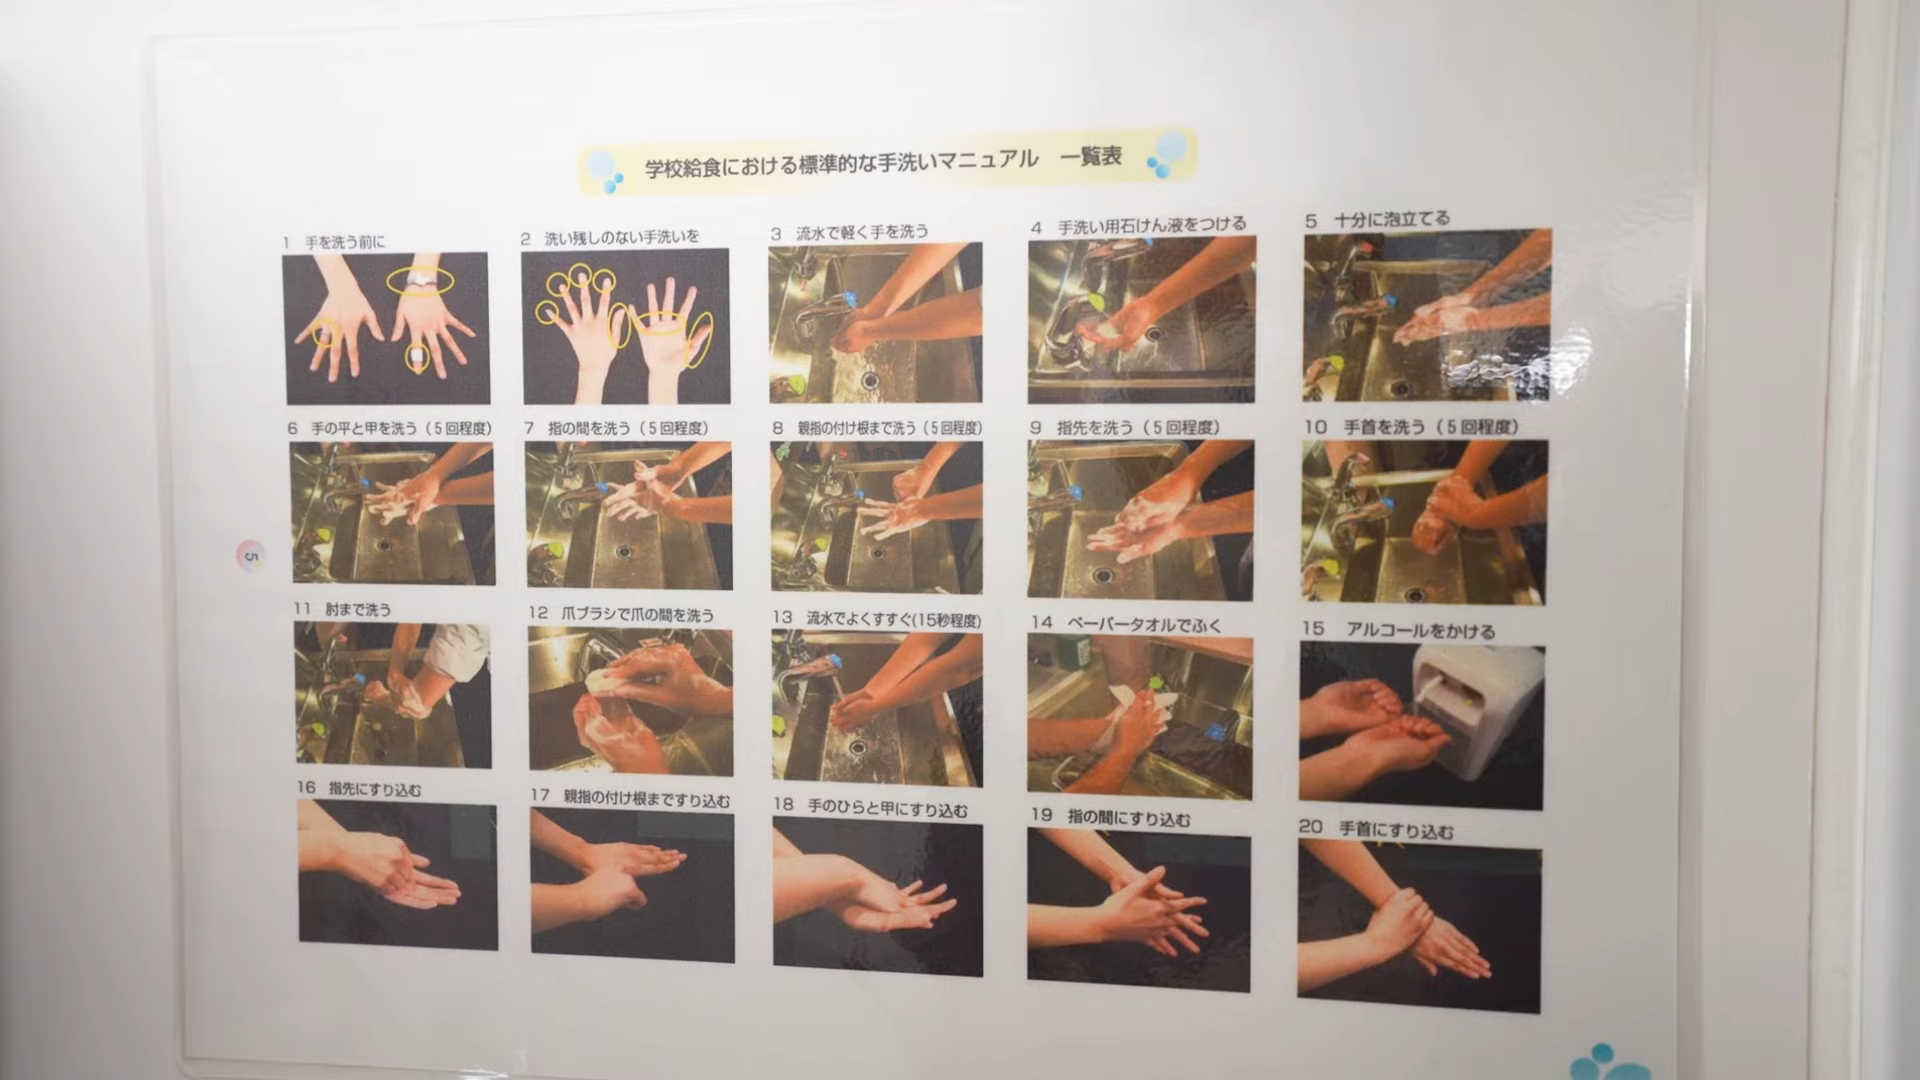 学校給食における標準的な手洗いマニュアル　一覧表
1　手を洗う前に
2　洗い残しのない手洗いを
3　流水で軽く手を洗う
4　手洗い用石けん液をつける
5　十分に泡立てる
6　手の平と甲を洗う（5回程度）
7　指の間を洗う（5回程度）
8　親指の付け根まで洗う（5回程度）
9　指先を洗う（5回程度）
10　手首を洗う（5回程度）
5
11　肘まで洗う
12　爪ブラシで爪の間を洗う
13　流水でよくすすぐ(15秒程度)
14　ペーパータオルでふく
15　アルコールをかける
16　指先にすり込む
17　親指の付け根まですり込む
18　手のひらと甲にすり込む
19　指の間にすり込む
20　手首にすり込む